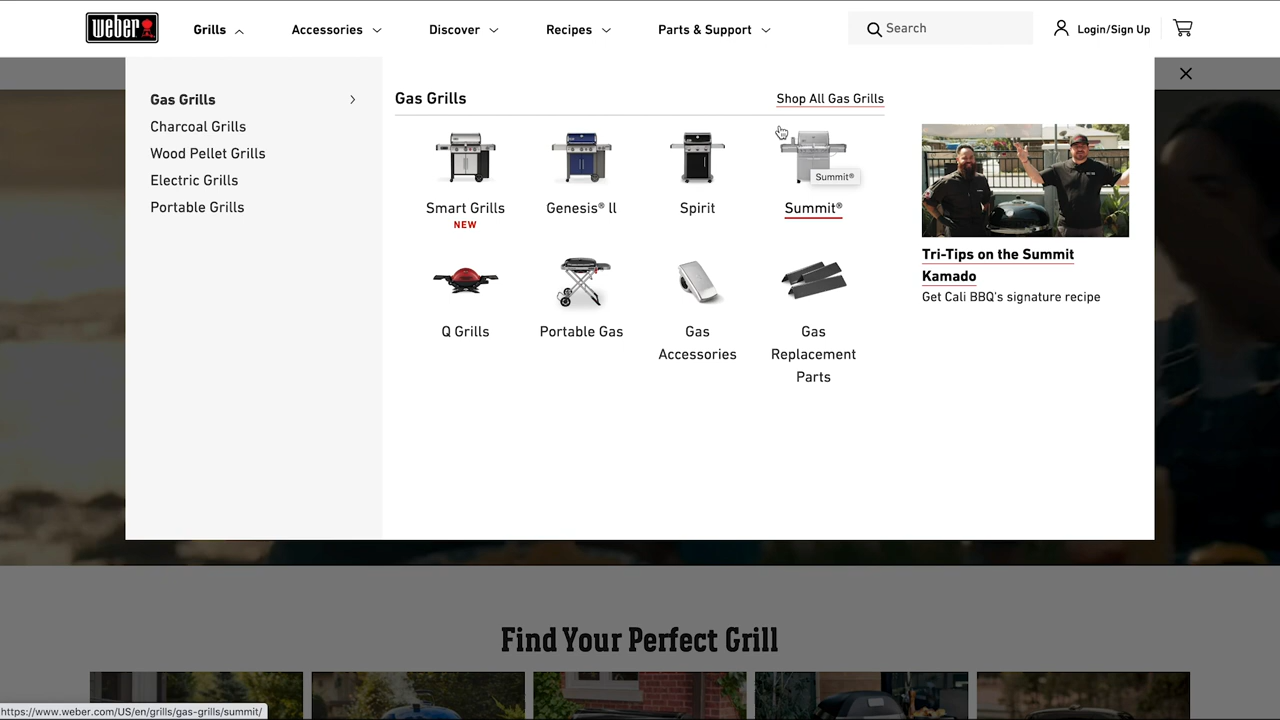 weber
Grills
Accessories
Discover
Recipes
Parts & Support
Search
Login/Sign Up
Gas Grills
Charcoal Grills
Wood Pellet Grills
Electric Grills
Portable Grills
Gas Grills
Shop All Gas Grills
Summit®
Smart Grills
NEW
Genesis® ll
Spirit
Summit®
Q Grills
Portable Gas
Gas
Accessories
Gas
Replacement
Parts
Tri-Tips on the Summit
Kamado
Get Cali BBQ's signature recipe
Find Your Perfect Grill
https://www.weber.com/US/en/grills/gas-grills/summit/